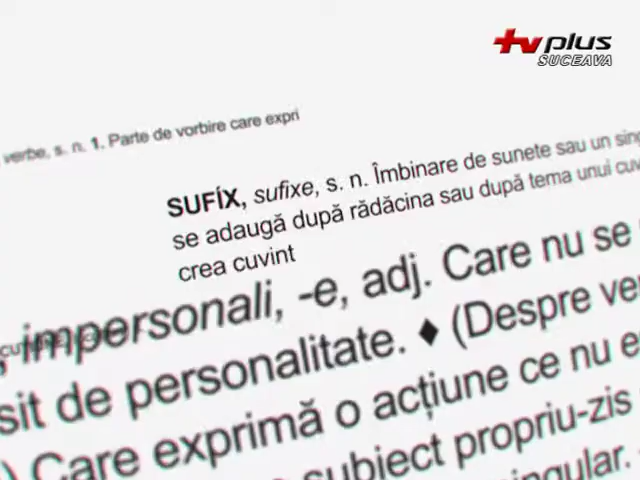 tv plus
SUCEAVA
verbe, s. n. 1. Parte de vorbire care expri
SUFÍX, sufixe, s. n. Îmbinare de sunete sau un sing
se adaugă după rădăcina sau după tema unui cuv
crea cuvint
, impersonali, -e, adj. Care nu se
sit de personalitate. ♦ (Despre ve
) Care exprimă o acțiune ce nu e
subiect propriu-zis
singular.